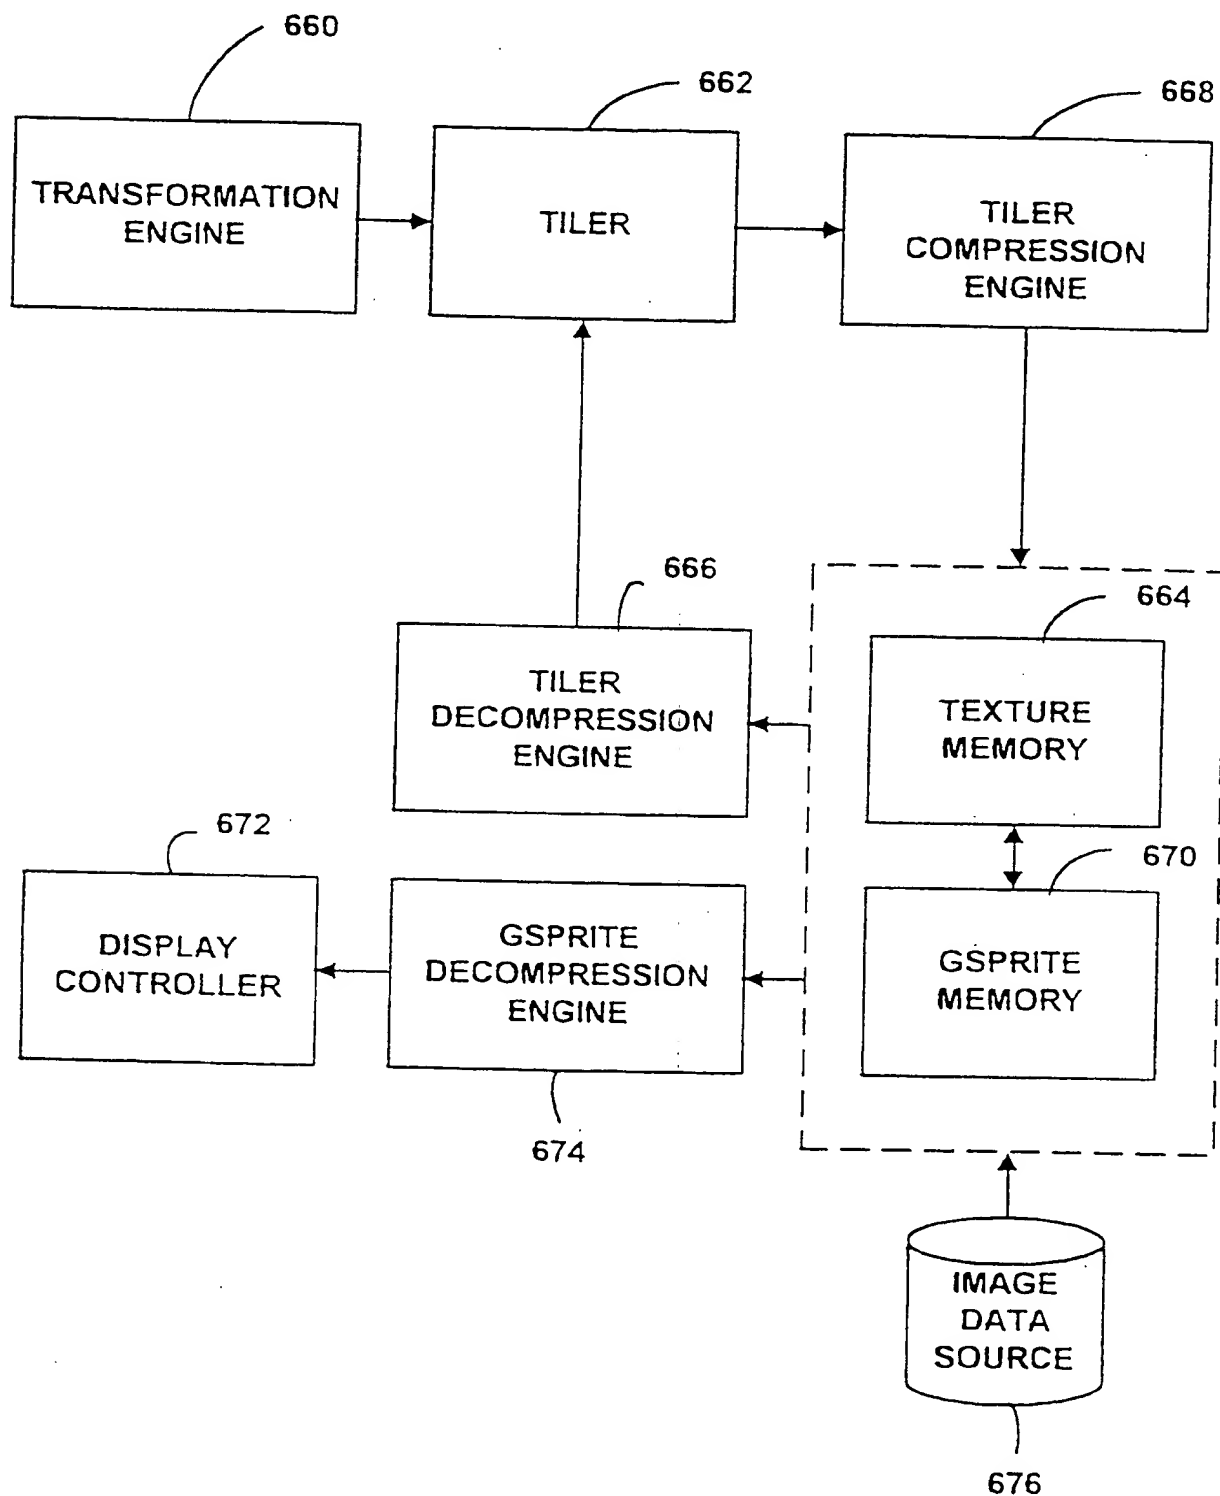 660
662
668
TRANSFORMATION
ENGINE
TILER
TILER
COMPRESSION
ENGINE
666
664
TILER
DECOMPRESSION
ENGINE
TEXTURE
MEMORY
672
670
DISPLAY
CONTROLLER
GSPRITE
DECOMPRESSION
ENGINE
GSPRITE
MEMORY
674
IMAGE
DATA
SOURCE
676